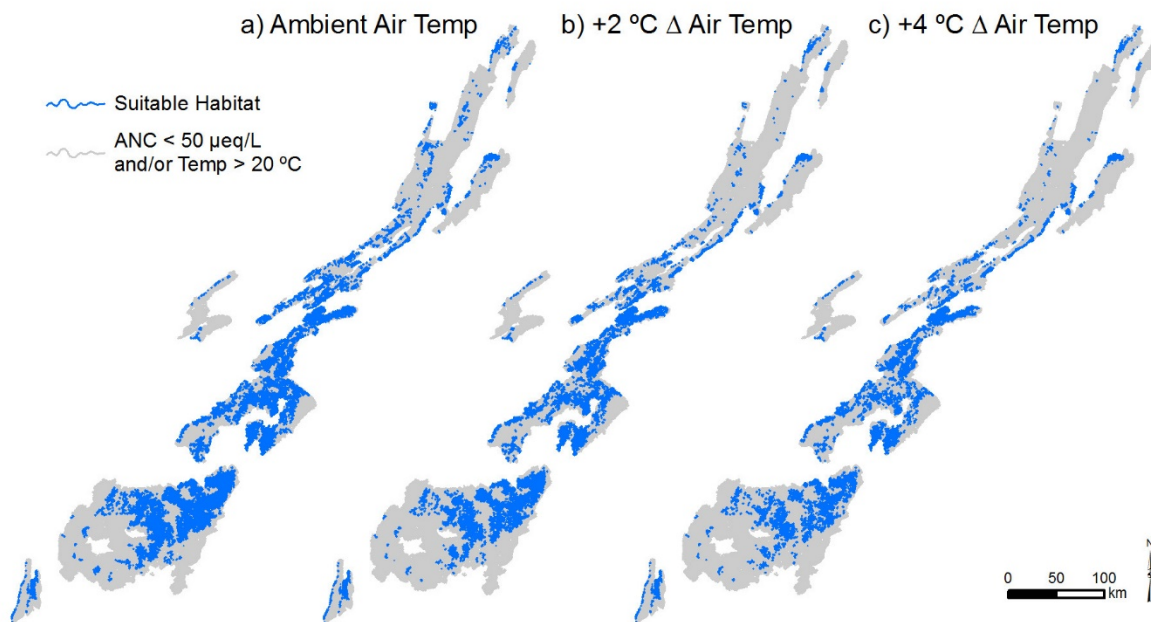 a) Ambient Air Temp
b) +2 ºC Δ Air Temp
c) +4 ºC Δ Air Temp
Suitable Habitat
ANC < 50 µeq/L
and/or Temp > 20 ºC
N
0 50 100
km